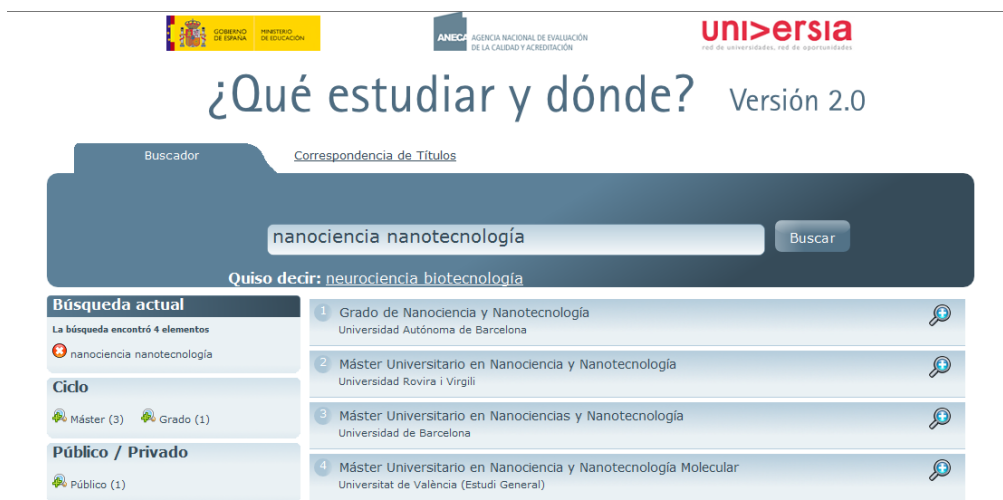 GOBIERNO DE ESPAÑA
MINISTERIO DE EDUCACIÓN
ANECA
AGENCIA NACIONAL DE EVALUACIÓN
DE LA CALIDAD Y ACREDITACIÓN
uni>ersia
red de universidades, red de oportunidades
¿Qué estudiar y dónde? Versión 2.0
Buscador
Correspondencia de Títulos
nanociencia nanotecnología
Buscar
Quiso decir: neurociencia biotecnología
Búsqueda actual
La búsqueda encontró 4 elementos
nanociencia nanotecnología
Ciclo
Máster (3) Grado (1)
Público / Privado
Público (1)
1 Grado de Nanociencia y Nanotecnología
Universidad Autónoma de Barcelona
2 Máster Universitario en Nanociencia y Nanotecnología
Universidad Rovira i Virgili
3 Máster Universitario en Nanociencias y Nanotecnología
Universidad de Barcelona
4 Máster Universitario en Nanociencia y Nanotecnología Molecular
Universitat de València (Estudi General)